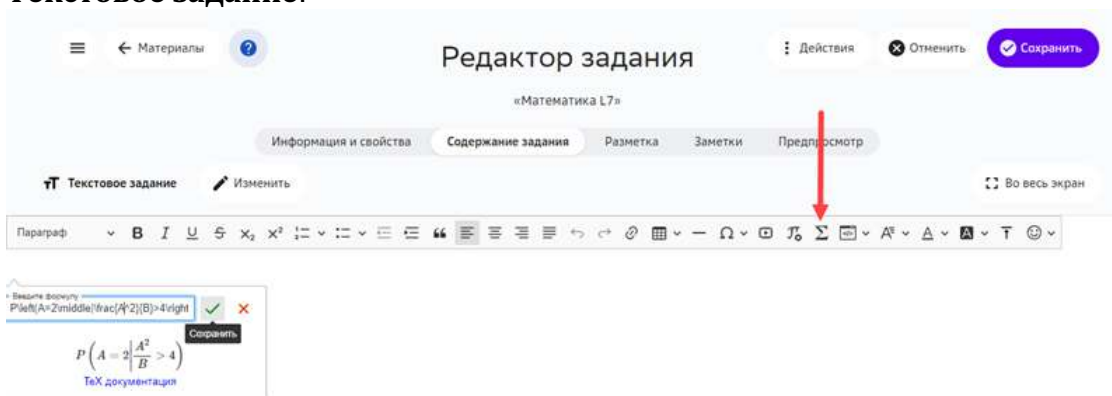 Текстовое задание:
← Материалы ?
Редактор задания
Действия Отменить Сохранить
«Математика L7»
Информация и свойства Содержание задания Разметка Заметки Предпросмотр
Текстовое задание Изменить Во весь экран
Параграф B I U S X₂ X² Ω Σ A A A T
Введите формулу
P\left(A=2\middle|\frac{A^2}{B}>4\right
Сохранить
P(A = 2|A²/B > 4)
TeX документация